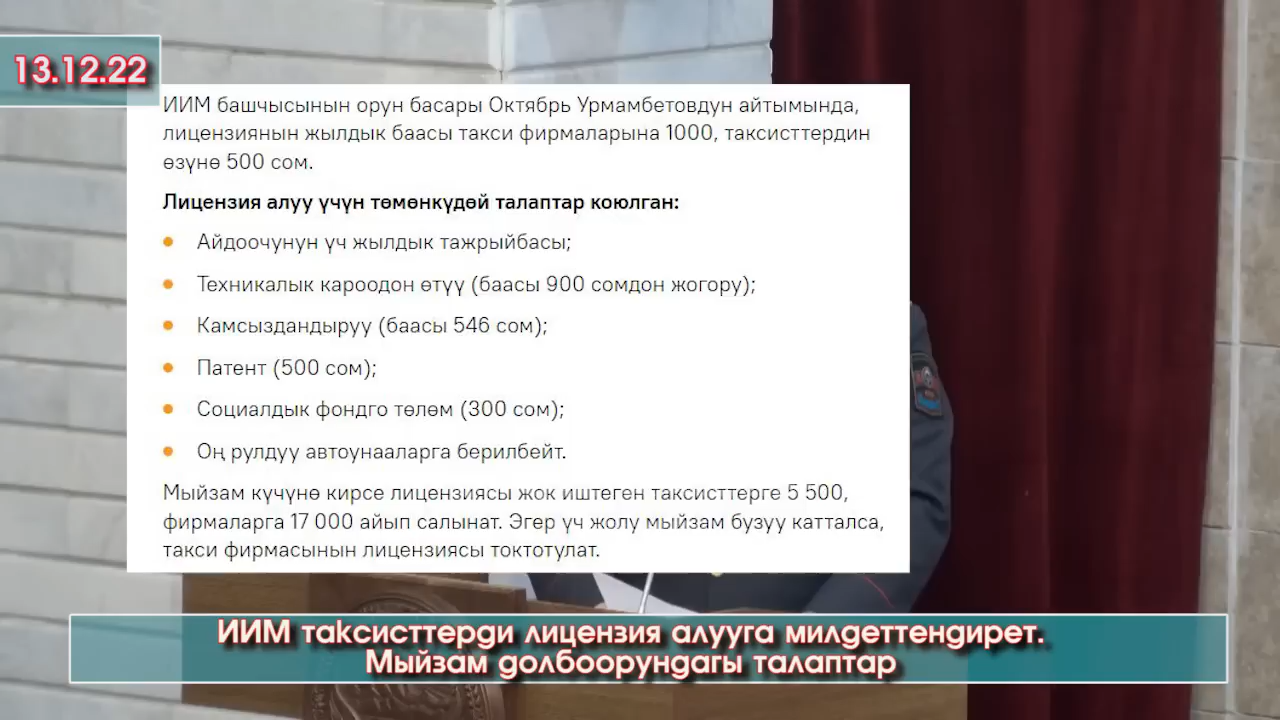 13.12.22
ИИМ башчысынын орун басары Октябрь Урмамбетовдун айтымында,
лицензиянын жылдык баасы такси фирмаларына 1000, таксисттердин
өзүнө 500 сом.
Лицензия алуу үчүн төмөнкүдөй талаптар коюлган:
Айдоочунун үч жылдык тажрыйбасы;
Техникалык кароодон өтүү (баасы 900 сомдон жогору);
Камсыздандыруу (баасы 546 сом);
Патент (500 сом);
Социалдык фондго төлөм (300 сом);
Оң рулдуу автоунааларга берилбейт.
Мыйзам күчүнө кирсе лицензиясы жок иштеген таксисттерге 5 500,
фирмаларга 17 000 айып салынат. Эгер үч жолу мыйзам бузуу катталса,
такси фирмасынын лицензиясы токтотулат.
ИИМ таксисттерди лицензия алууга милдеттендирет.
Мыйзам долбоорундагы талаптар